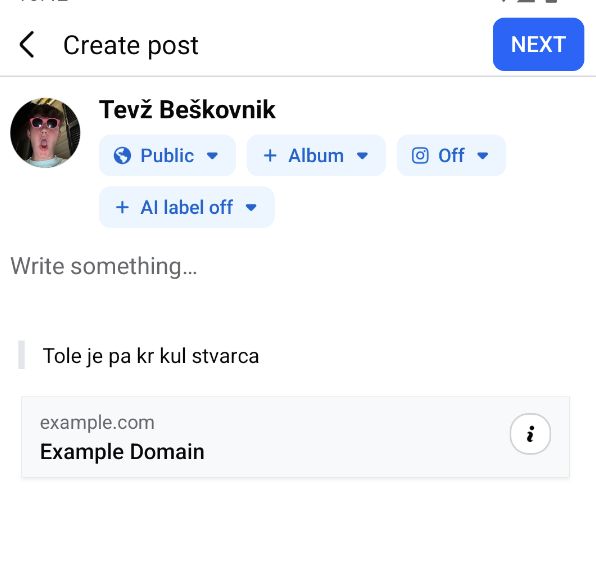 Create post
NEXT
Tevž Beškovnik
Public
+ Album
Off
+ AI label off
Write something...
Tole je pa kr kul stvarca
example.com
Example Domain
i